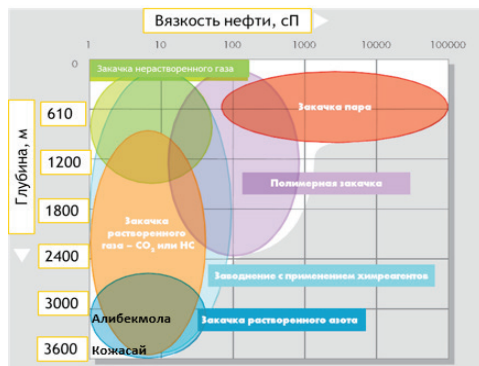 Вязкость нефти, сП
1 10 100 1000 10000 100000
Глубина, м
0
610
1200
1800
2400
3000
3600
Закачка нерастворенного газа
Закачка пара
Полимерная закачка
Закачка
растворенного
газа – CO₂ или НС
Заводнение с применением химреагентов
Закачка растворенного азота
Алибекмола
Кожасай